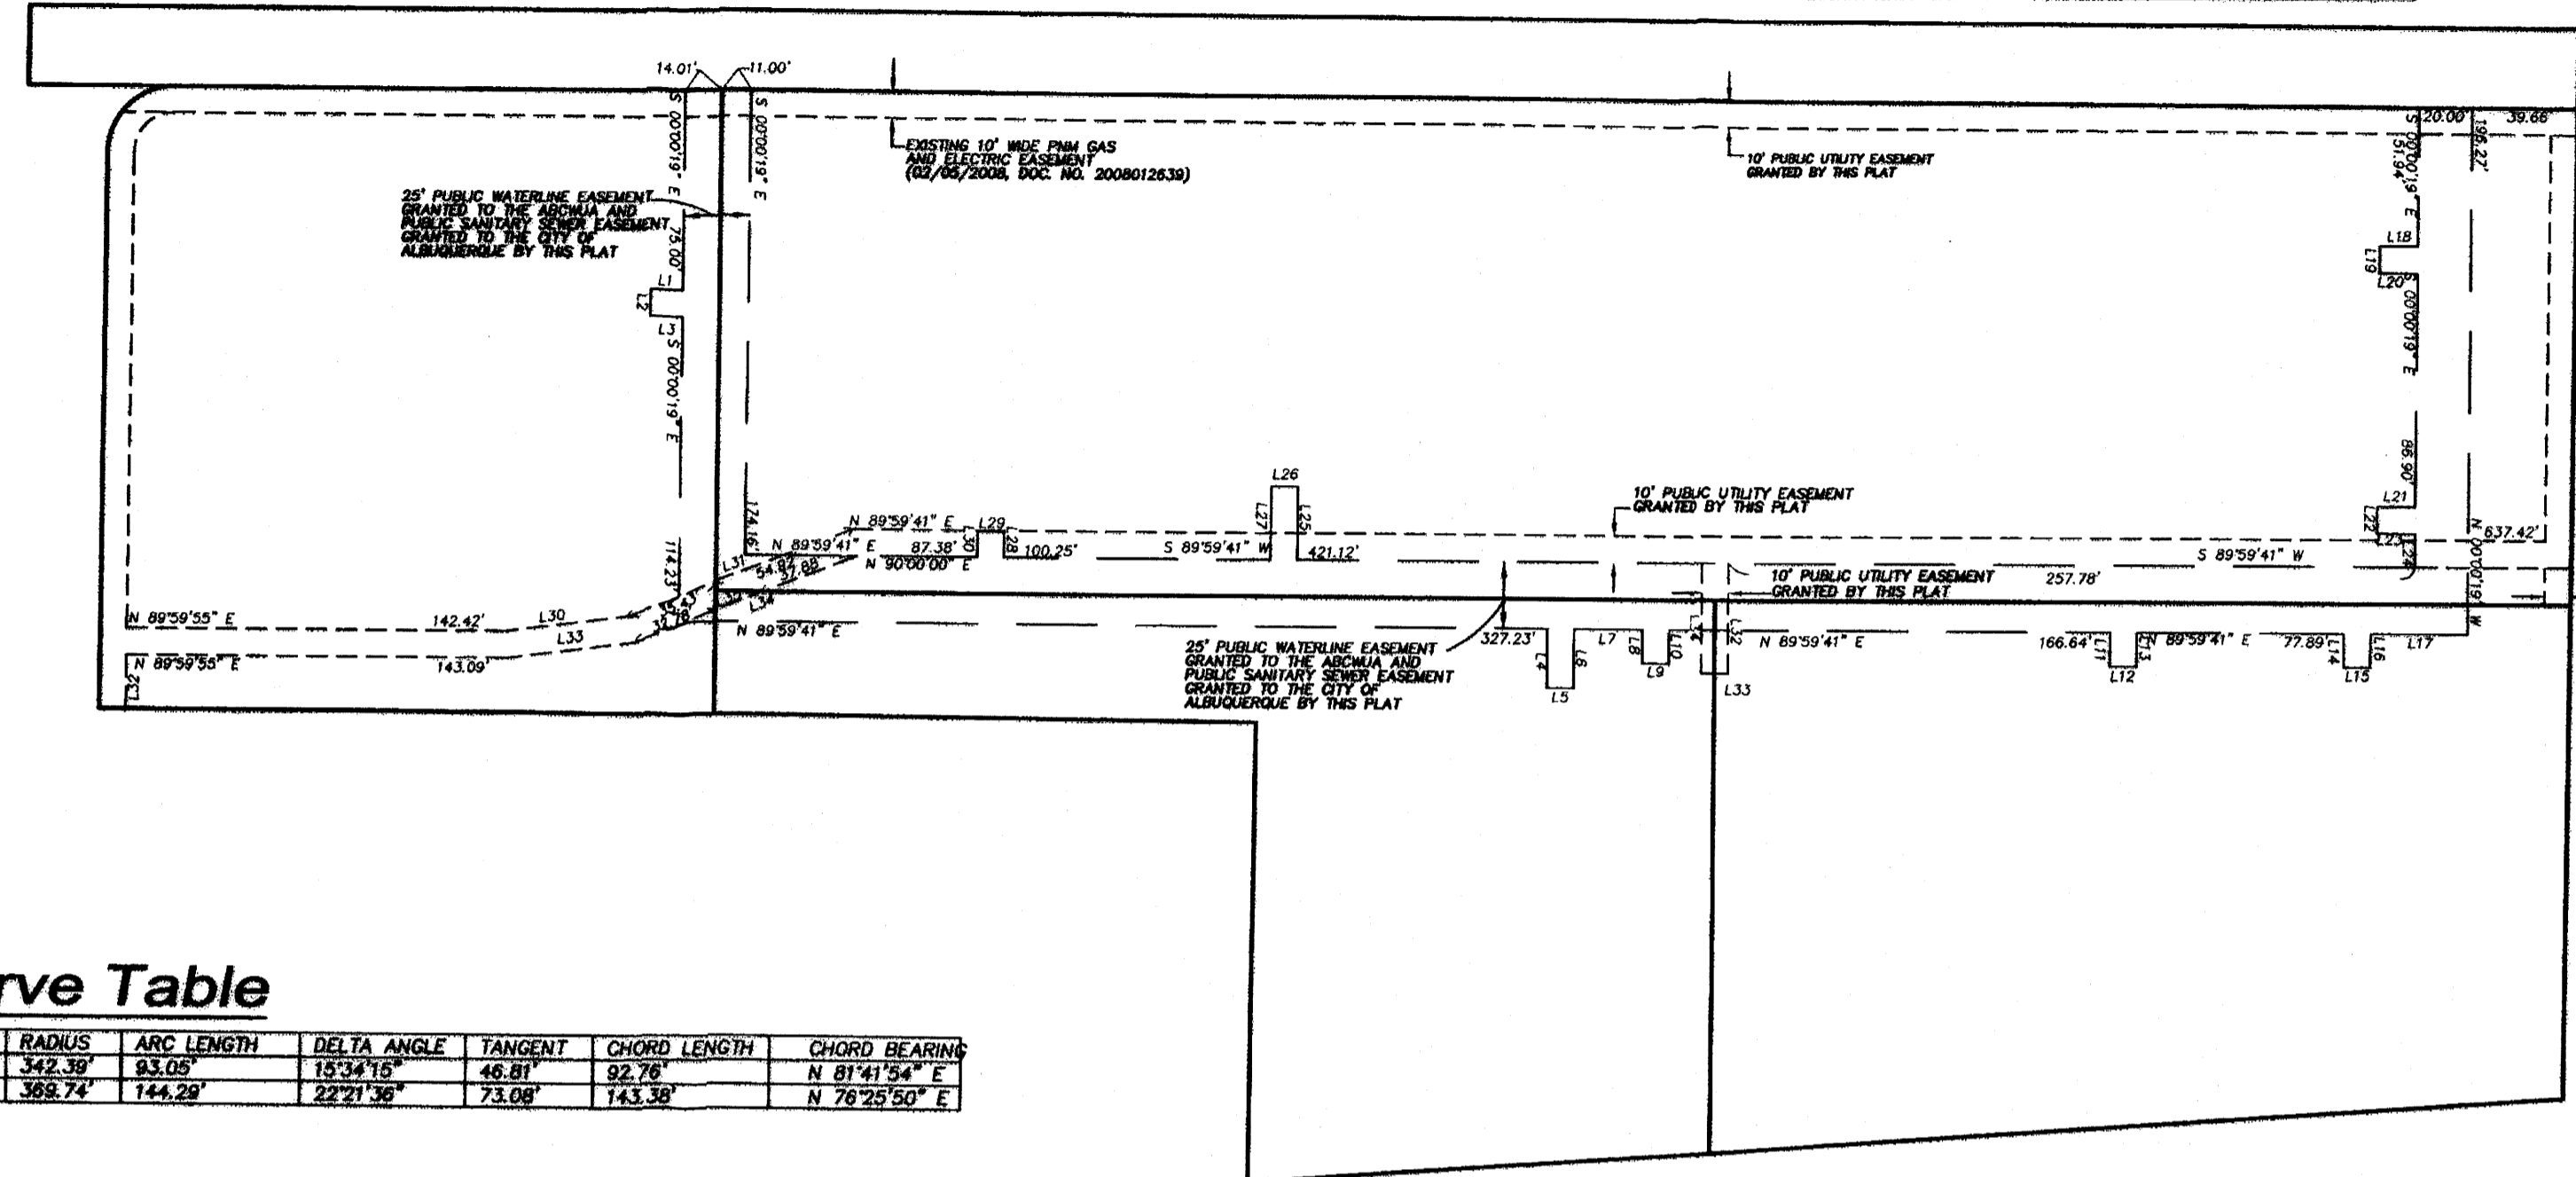 14.01'
11.00'
S 00°00'19" E
S 00°00'19" E
EXISTING 10' WIDE PNM GAS
AND ELECTRIC EASEMENT
(02/05/2008, DOC. NO. 2008012639)
10' PUBLIC UTILITY EASEMENT
GRANTED BY THIS PLAT
20.00'
39.66
S 00°00'19" E
51.94'
196.27'
25' PUBLIC WATERLINE EASEMENT
GRANTED TO THE ABCWUA AND
PUBLIC SANITARY SEWER EASEMENT
GRANTED TO THE CITY OF
ALBUQUERQUE BY THIS PLAT
75.00'
L1
L2
L3
S 00°00'19" E
114.23'
174.16'
L18
L19
L20
S 00°00'19" E
86.90'
L21
L22
L23
L24
N 00°00'19" W
637.42'
L26
L27
L25
10' PUBLIC UTILITY EASEMENT
GRANTED BY THIS PLAT
N 89°59'41" E
L29
L30
L28
N 89°59'41" E
87.38'
100.25'
S 89°59'41" W
421.12'
S 89°59'41" W
N 90°00'00" E
L31
54.82'
37.88'
L34
10' PUBLIC UTILITY EASEMENT
GRANTED BY THIS PLAT
257.78'
N 89°59'55" E
142.42'
L30
L33
N 89°59'41" E
N 89°59'55" E
143.09'
L32
25' PUBLIC WATERLINE EASEMENT
GRANTED TO THE ABCWUA AND
PUBLIC SANITARY SEWER EASEMENT
GRANTED TO THE CITY OF
ALBUQUERQUE BY THIS PLAT
327.23'
L4
L5
L6
L7
L8
L9
L10
L34
L32
L33
N 89°59'41" E
166.64'
L11
L12
L13
N 89°59'41" E
77.89'
L14
L15
L16
L17
rve Table
RADIUS ARC LENGTH DELTA ANGLE TANGENT CHORD LENGTH CHORD BEARING
342.39' 93.05' 15°34'15" 46.81' 92.76' N 81°41'54" E
369.74' 144.29' 22°21'36" 73.08' 143.38' N 76°25'50" E